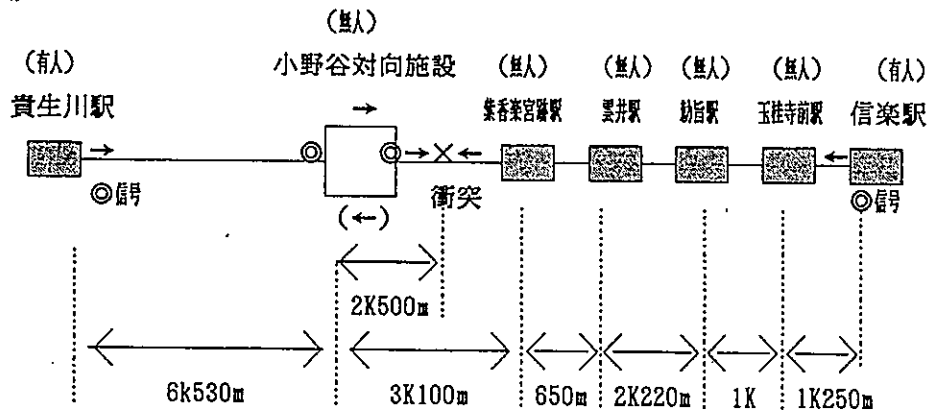 (無人)
(有人)
小野谷対向施設
(無人)
(無人)
(無人)
(無人)
(有人)
貴生川駅
紫香楽宮跡駅
雲井駅
勅旨駅
玉桂寺前駅
信楽駅
→
◎信号
→
◎
◎
→×←
衝突
(←)
←
◎信号
2K500m
6k530m
3K100m
650m
2K220m
1K
1K250m